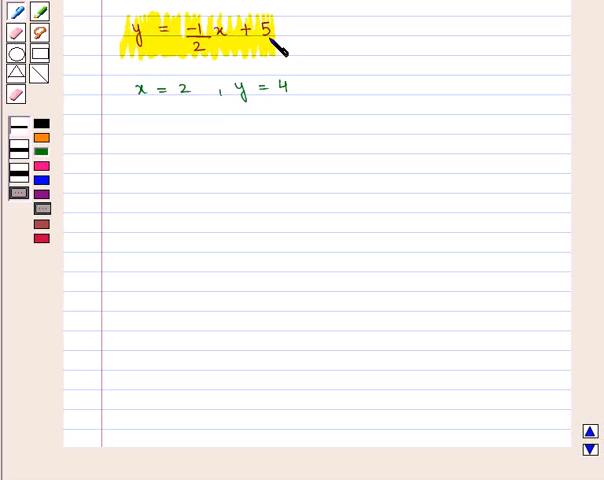 y = -1/2 x + 5
x = 2 , y = 4